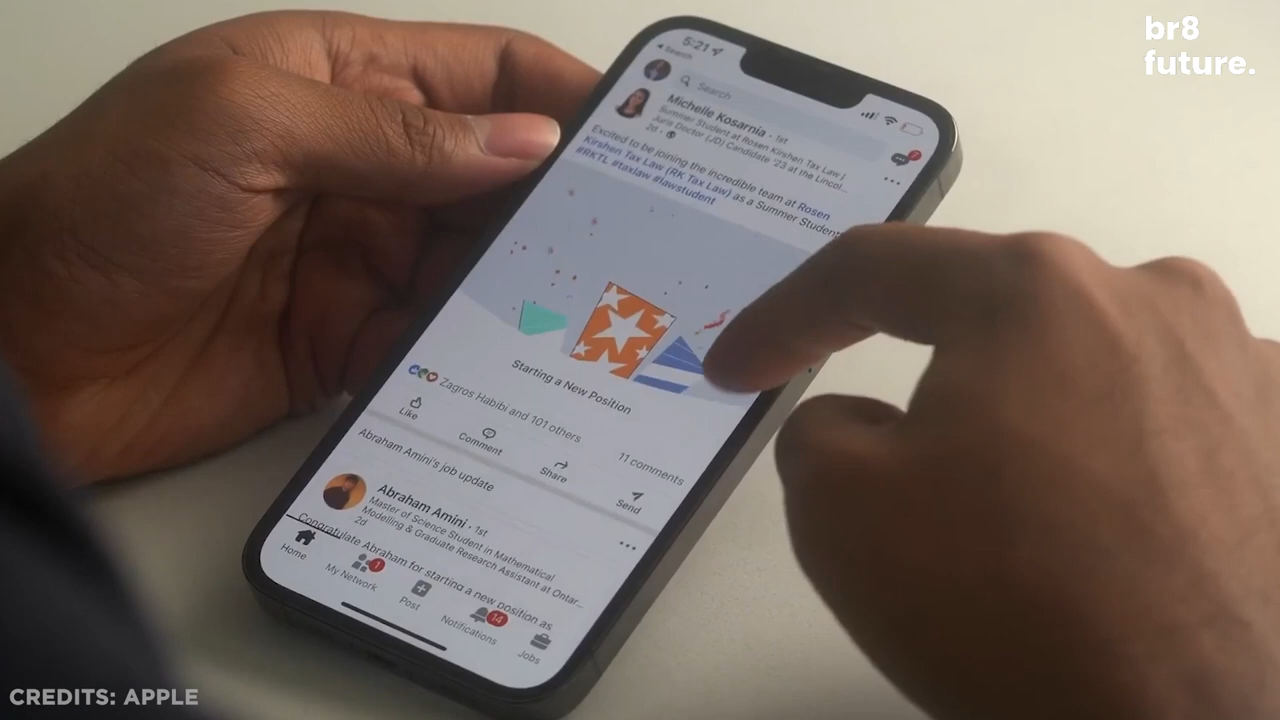 br8
future.
5:21
Search
Search
Michelle Kosarnia · 1st
Summer Student at Rosen Kirshen Tax Law |
Juris Doctor (JD) Candidate '23 at the Lincol...
2d ·
7
Excited to be joining the incredible team at Rosen
Kirshen Tax Law (RK Tax Law) as a Summer Student
#RKTL #taxlaw #lawstudent
Starting a New Position
Zagros Habibi and 101 others
11 comments
Like
Comment
Share
Send
Abraham Amini's job update
Abraham Amini · 1st
Master of Science Student in Mathematical
Modelling & Graduate Research Assistant at Ontar...
2d
Congratulate Abraham for starting a new position as
Home
1
My Network
Post
14
Notifications
Jobs
CREDITS: APPLE